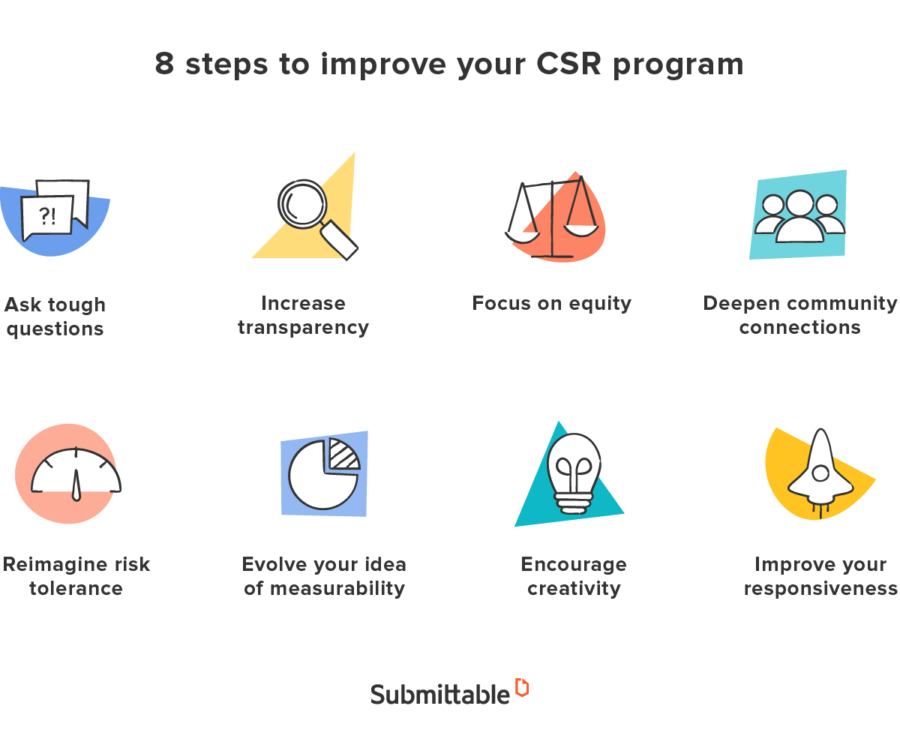 8 steps to improve your CSR program
?!
Ask tough
questions
Increase
transparency
Focus on equity
Deepen community
connections
Reimagine risk
tolerance
Evolve your idea
of measurability
Encourage
creativity
Improve your
responsiveness
Submittable